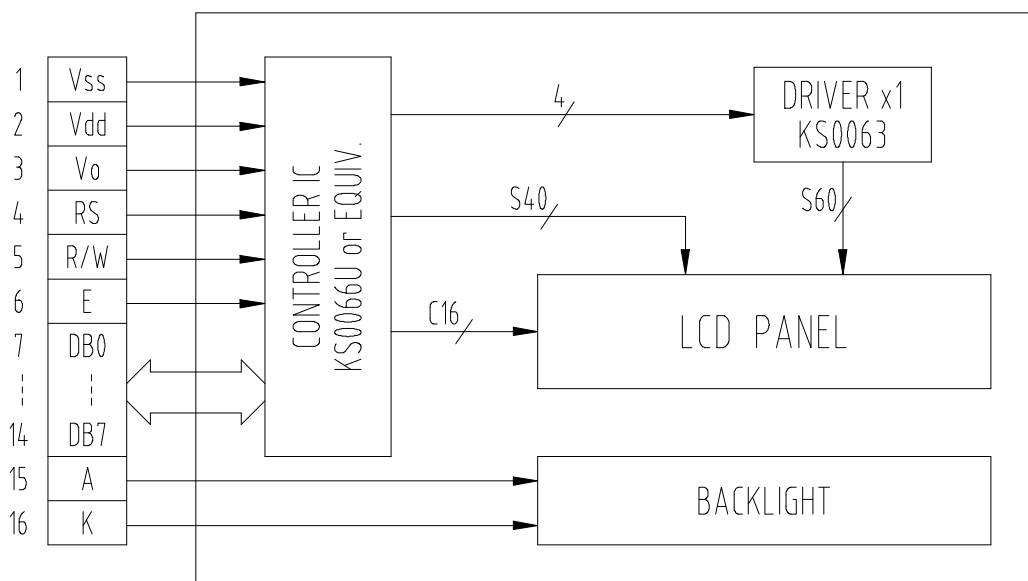 1 Vss
2 Vdd
3 Vo
4 RS
5 R/W
6 E
7 DB0
14 DB7
15 A
16 K
CONTROLLER IC
KS0066U or EQUIV.
4
DRIVER x1
KS0063
S40
S60
C16
LCD PANEL
BACKLIGHT